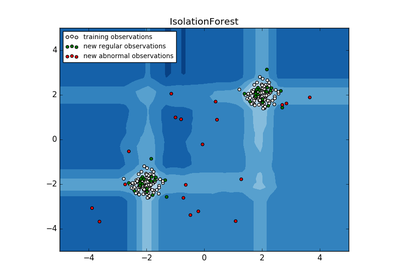 IsolationForest
training observations
new regular observations
new abnormal observations
4
2
0
−2
−4
−4 −2 0 2 4